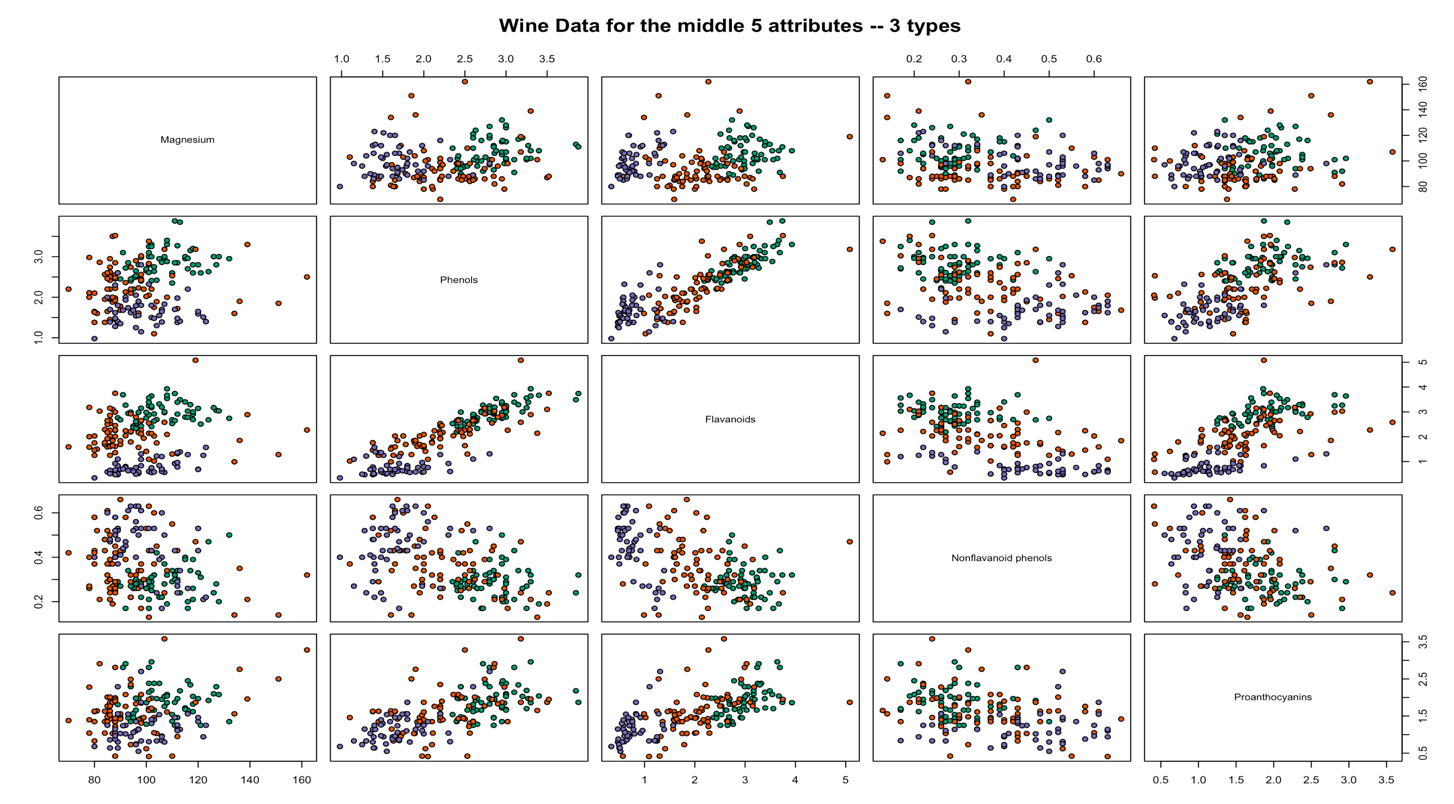 Wine Data for the middle 5 attributes -- 3 types
1.0 1.5 2.0 2.5 3.0 3.5
0.2 0.3 0.4 0.5 0.6
Magnesium
80 100 120 140 160
1.0 2.0 3.0
Phenols
Flavanoids
1 2 3 4 5
0.2 0.4 0.6
Nonflavanoid phenols
Proanthocyanins
0.5 1.5 2.5 3.5
80 100 120 140 160
1 2 3 4 5
0.5 1.0 1.5 2.0 2.5 3.0 3.5